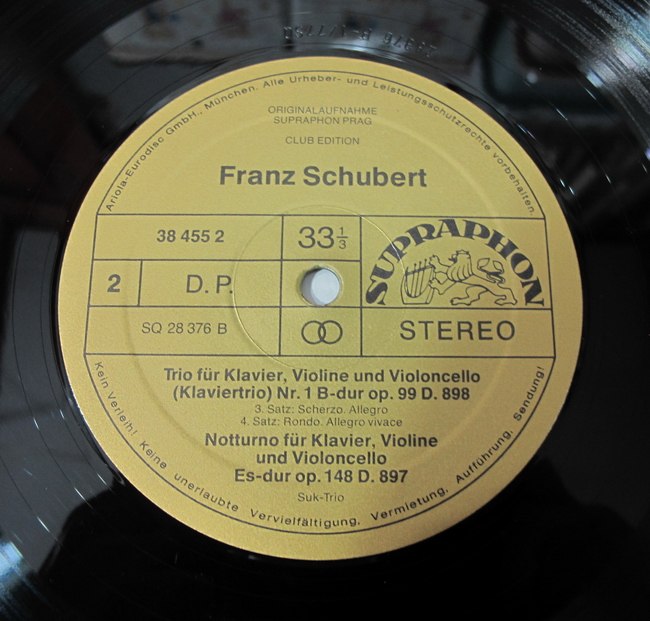 Ariola-Eurodisc GmbH., München. Alle Urheber- und Leistungsschutzrechte vorbehalten.
ORIGINALAUFNAHME
SUPRAPHON PRAG
CLUB EDITION
Franz Schubert
38 455 2
33 1/3
SUPRAPHON
2
D. P.
SQ 28 376 B
STEREO
Trio für Klavier, Violine und Violoncello
(Klaviertrio) Nr. 1 B-dur op. 99 D. 898
3. Satz: Scherzo. Allegro
4. Satz: Rondo. Allegro vivace
Notturno für Klavier, Violine
und Violoncello
Es-dur op. 148 D. 897
Suk-Trio
Kein Verleih! Keine unerlaubte Vervielfältigung, Vermietung, Aufführung, Sendung!